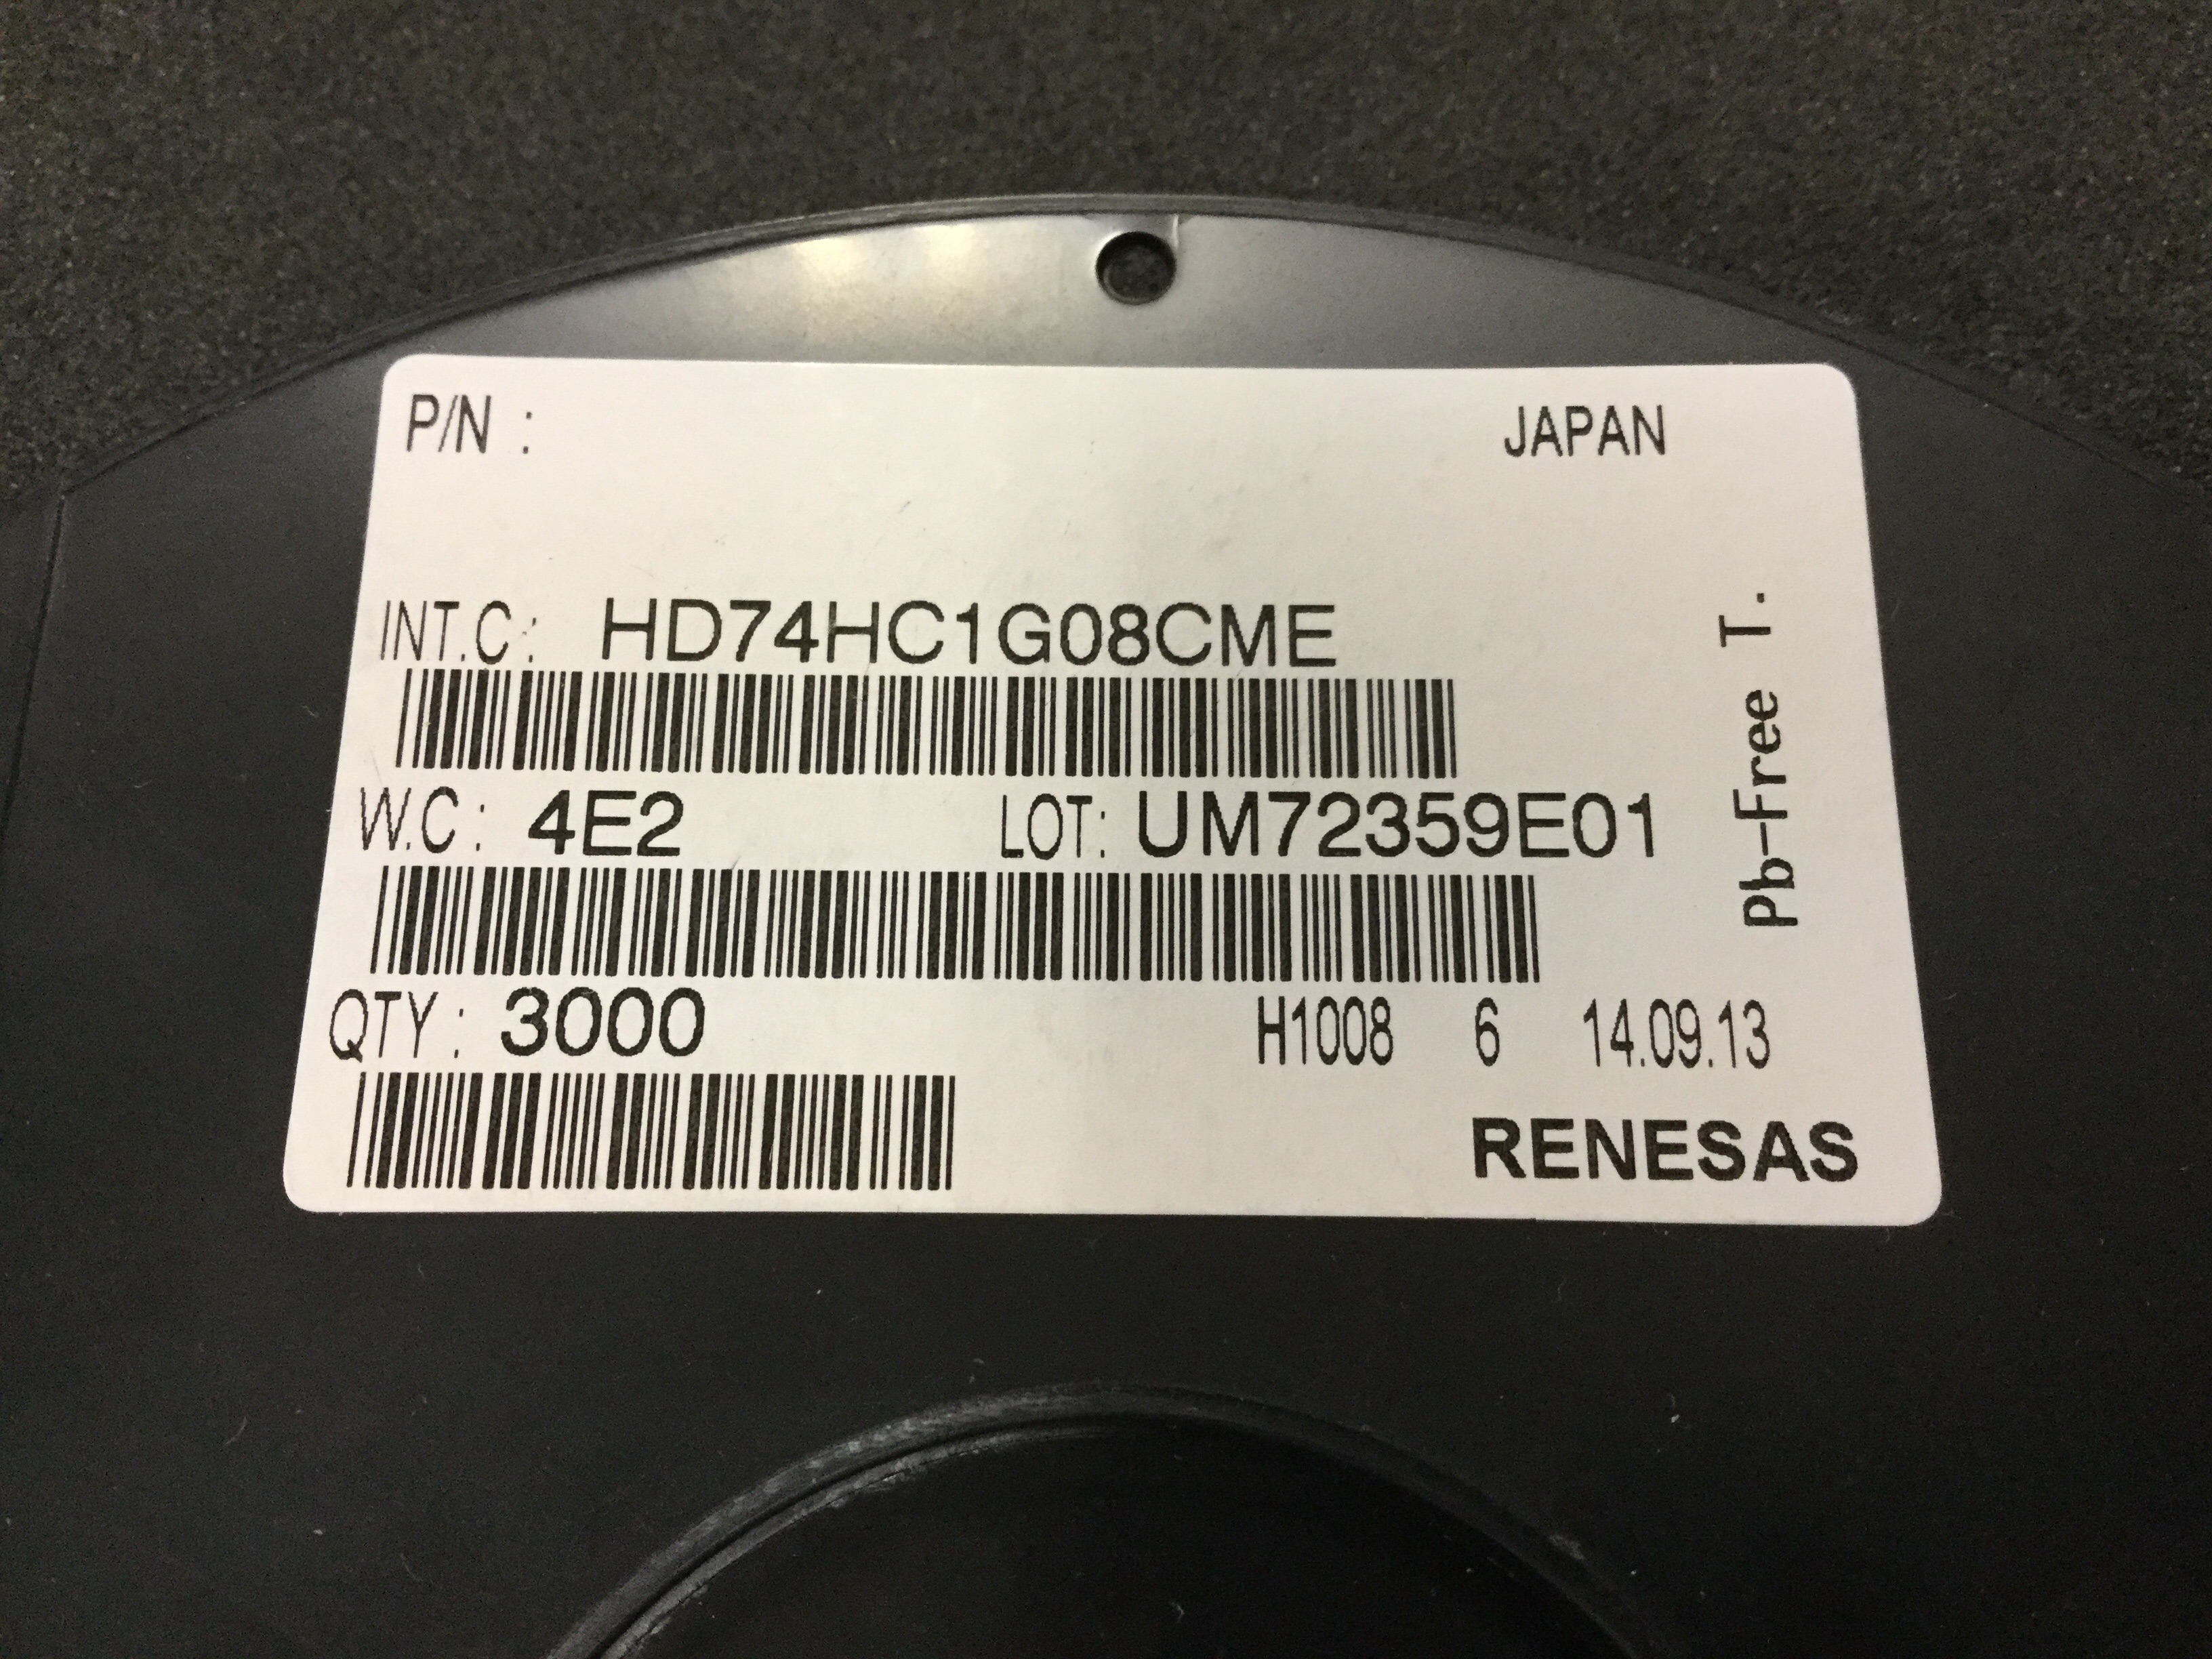 P/N : JAPAN
INT.C: HD74HC1G08CME
W.C: 4E2 LOT: UM72359E01
QTY: 3000 H1008 6 14.09.13
RENESAS
Pb-Free T.